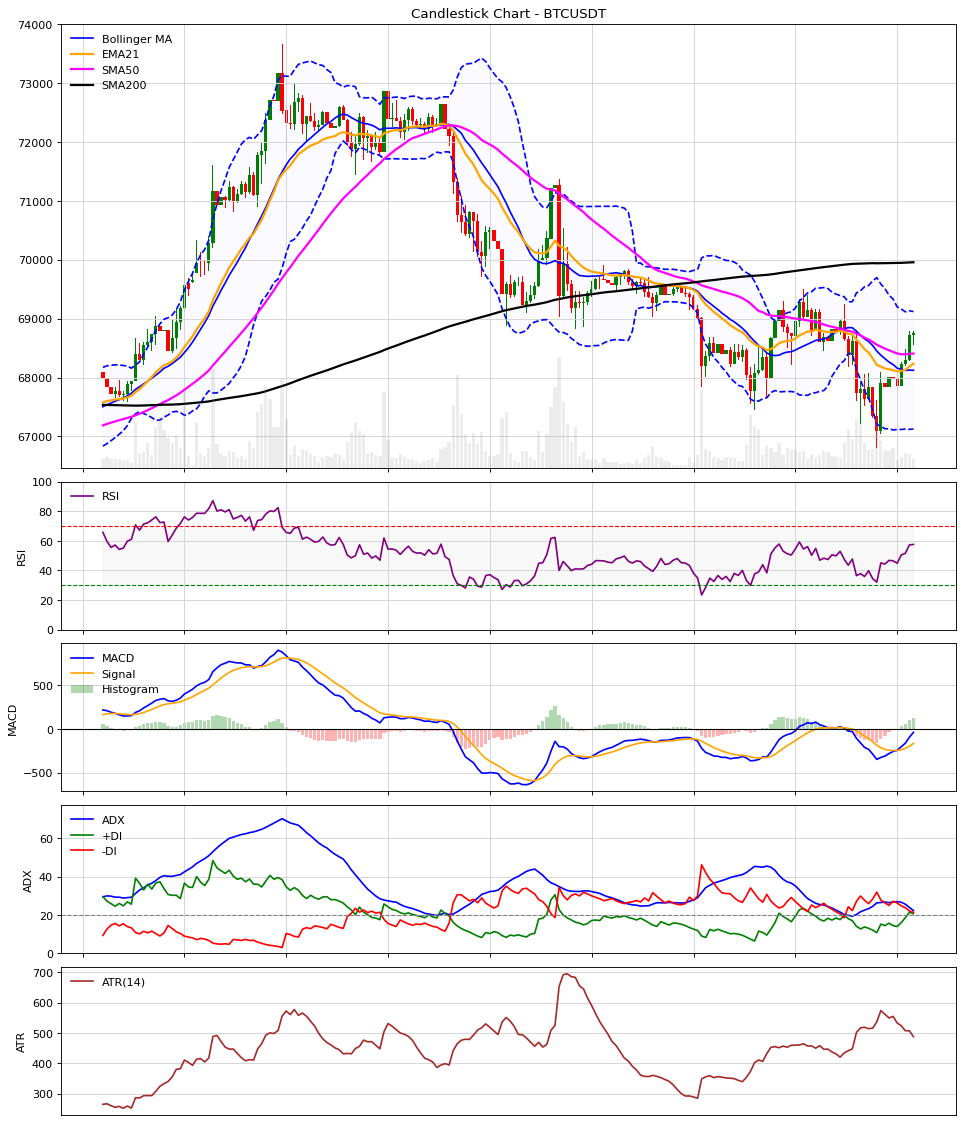 Candlestick Chart - BTCUSDT
74000
73000
72000
71000
70000
69000
68000
67000
Bollinger MA
EMA21
SMA50
SMA200
100
80
60
40
20
0
RSI
RSI
500
0
−500
MACD
MACD
Signal
Histogram
60
40
20
0
ADX
ADX
+DI
-DI
700
600
500
400
300
ATR
ATR(14)